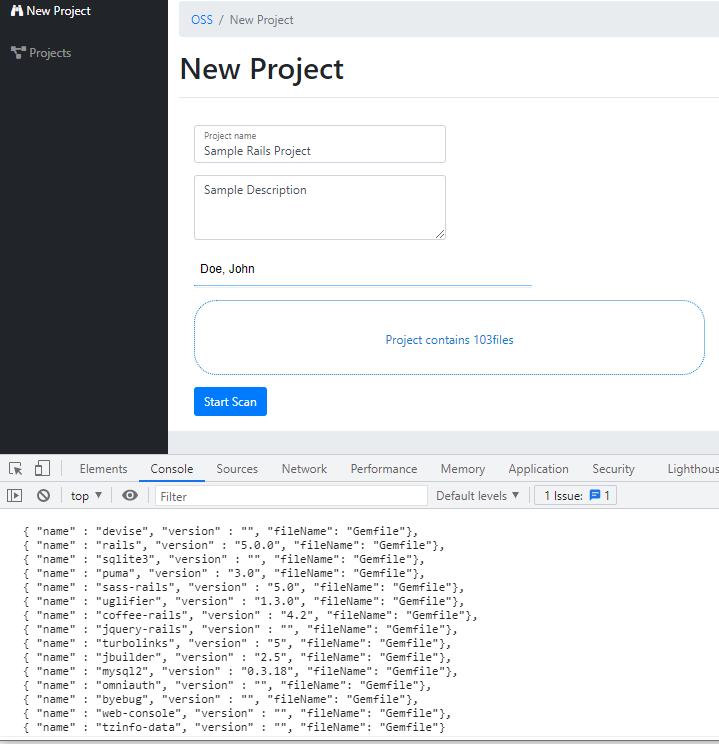 New Project
Projects
OSS / New Project
New Project
Project name
Sample Rails Project
Sample Description
Doe, John
Project contains 103files
Start Scan
Elements Console Sources Network Performance Memory Application Security Lighthous
top ▼ Filter Default levels ▼ 1 Issue: 1
{ "name" : "devise", "version" : "", "fileName": "Gemfile"},
{ "name" : "rails", "version" : "5.0.0", "fileName": "Gemfile"},
{ "name" : "sqlite3", "version" : "", "fileName": "Gemfile"},
{ "name" : "puma", "version" : "3.0", "fileName": "Gemfile"},
{ "name" : "sass-rails", "version" : "5.0", "fileName": "Gemfile"},
{ "name" : "uglifier", "version" : "1.3.0", "fileName": "Gemfile"},
{ "name" : "coffee-rails", "version" : "4.2", "fileName": "Gemfile"},
{ "name" : "jquery-rails", "version" : "", "fileName": "Gemfile"},
{ "name" : "turbolinks", "version" : "5", "fileName": "Gemfile"},
{ "name" : "jbuilder", "version" : "2.5", "fileName": "Gemfile"},
{ "name" : "mysql2", "version" : "0.3.18", "fileName": "Gemfile"},
{ "name" : "omniauth", "version" : "", "fileName": "Gemfile"},
{ "name" : "byebug", "version" : "", "fileName": "Gemfile"},
{ "name" : "web-console", "version" : "", "fileName": "Gemfile"},
{ "name" : "tzinfo-data", "version" : "", "fileName": "Gemfile"}